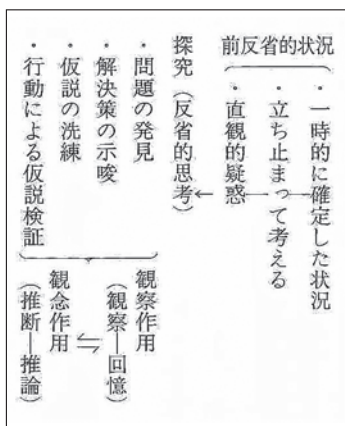 前反省的状況
・一時的に確定した状況
・立ち止まって考える
・直観的疑惑
探究（反省的思考）
・問題の発見
・解決策の示唆
・仮説の洗練
・行動による仮説検証
観察作用
（観察―回憶）
観念作用
（推断―推論）